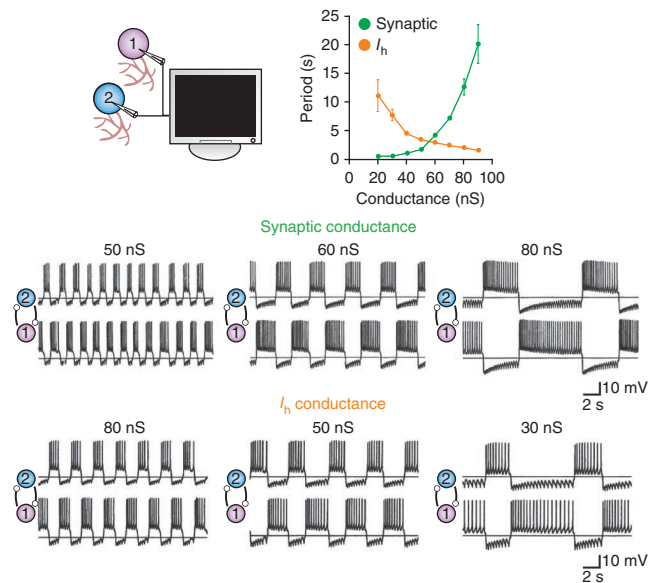 1
2
Synaptic
I_h
Period (s)
25
20
15
10
5
0
0 20 40 60 80 100
Conductance (nS)
Synaptic conductance
50 nS 60 nS 80 nS
2 2 2
1 1 1
10 mV
2 s
I_h conductance
80 nS 50 nS 30 nS
2 2 2
1 1 1
10 mV
2 s